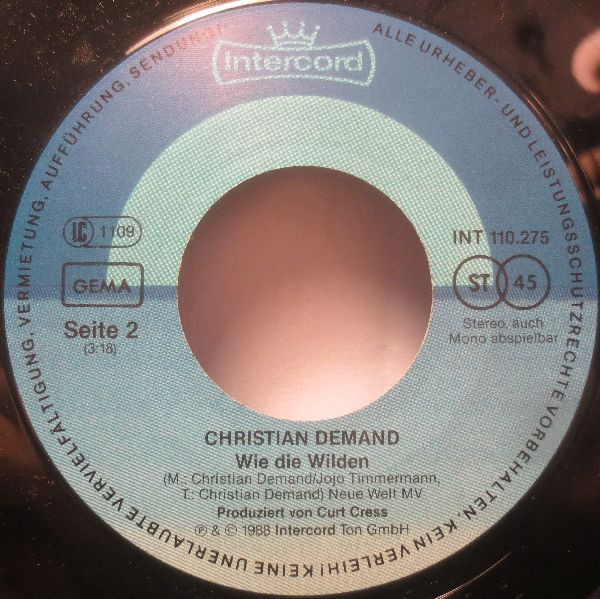 Intercord
ALLE URHEBER- UND LEISTUNGSSCHUTZRECHTE VORBEHALTEN. KEIN VERLEIH! KEINE UNERLAUBTE VERVIELFÄLTIGUNG, VERMIETUNG, AUFFÜHRUNG, SENDUNG!
LC 1109
GEMA
Seite 2
(3:18)
INT 110.275
ST 45
Stereo, auch
Mono abspielbar
CHRISTIAN DEMAND
Wie die Wilden
(M.: Christian Demand/Jojo Timmermann,
T.: Christian Demand) Neue Welt MV
Produziert von Curt Cress
℗ & © 1988 Intercord Ton GmbH